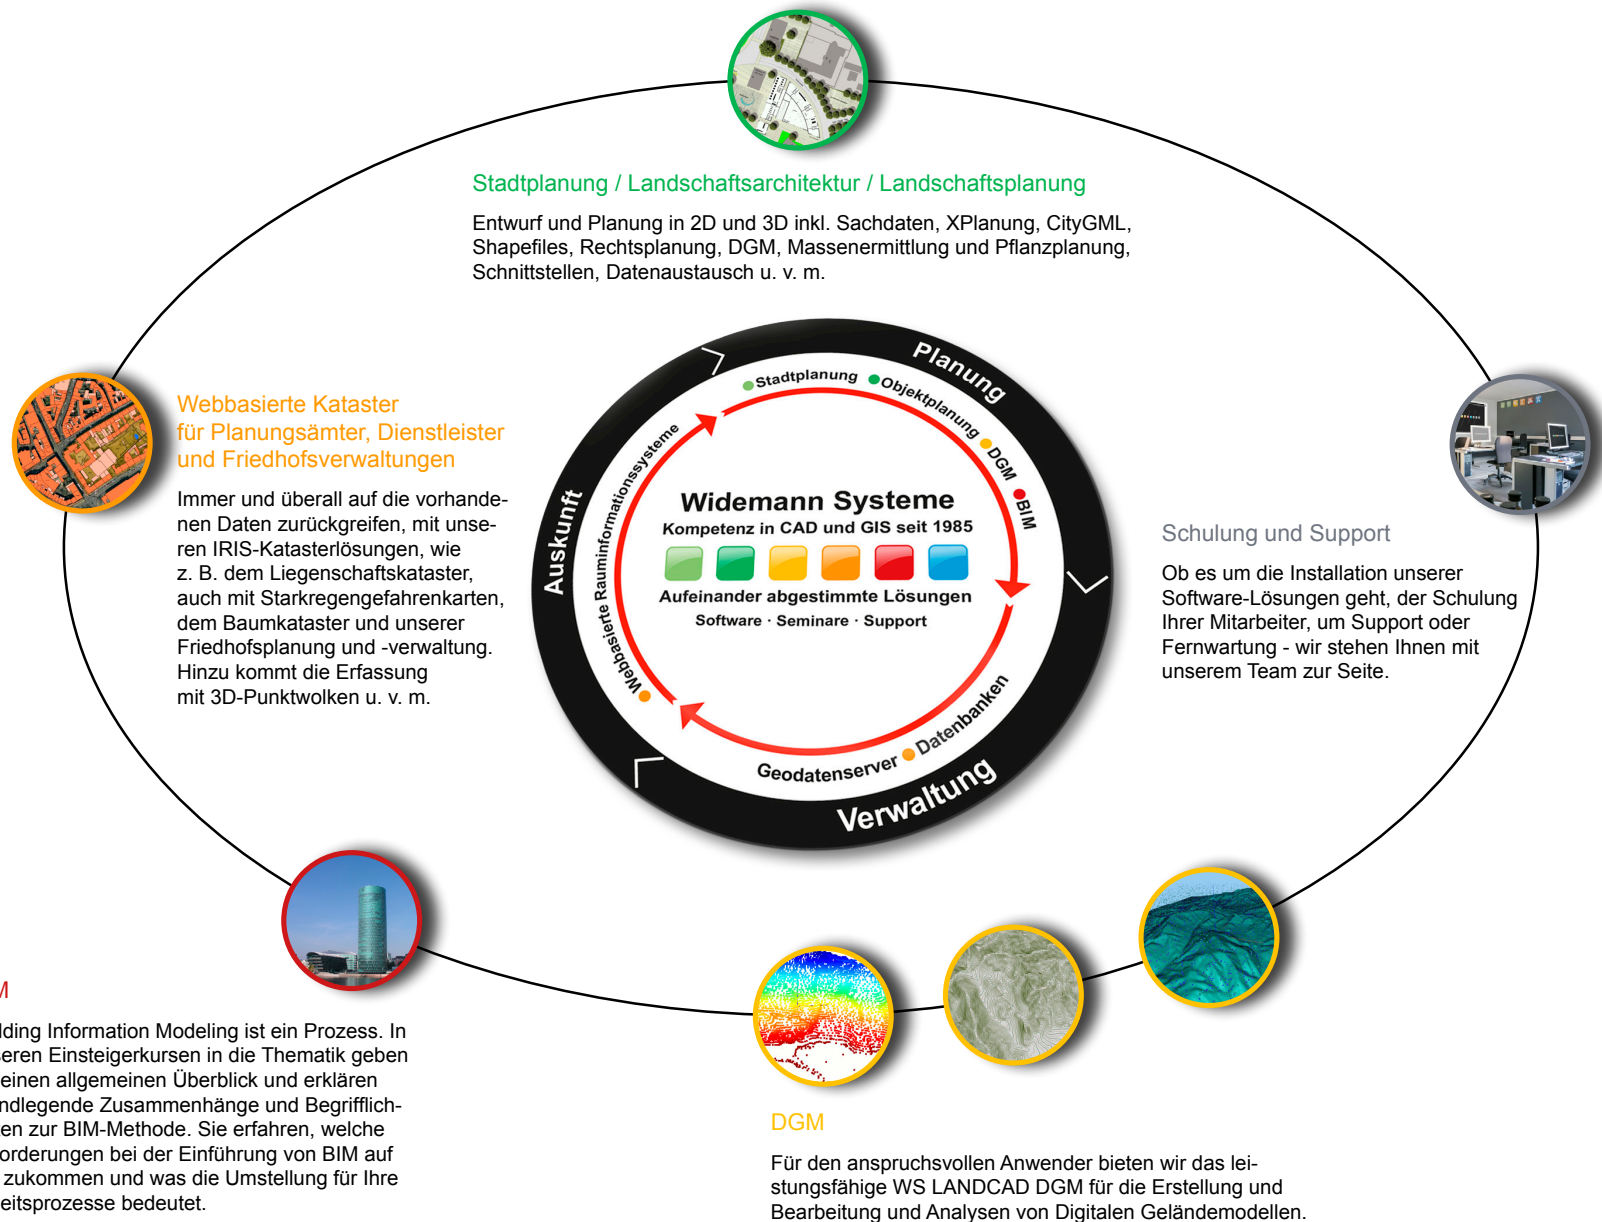 Stadtplanung / Landschaftsarchitektur / Landschaftsplanung
Entwurf und Planung in 2D und 3D inkl. Sachdaten, XPlanung, CityGML,
Shapefiles, Rechtsplanung, DGM, Massenermittlung und Pflanzplanung,
Schnittstellen, Datenaustausch u. v. m.
Webbasierte Kataster
für Planungsämter, Dienstleister
und Friedhofsverwaltungen
Immer und überall auf die vorhande-
nen Daten zurückgreifen, mit unse-
ren IRIS-Katasterlösungen, wie
z. B. dem Liegenschaftskataster,
auch mit Starkregengefahrenkarten,
dem Baumkataster und unserer
Friedhofsplanung und -verwaltung.
Hinzu kommt die Erfassung
mit 3D-Punktwolken u. v. m.
Planung
Stadtplanung
Objektplanung
DGM
BIM
Auskunft
Webbasierte Rauminformationssysteme
Widemann Systeme
Kompetenz in CAD und GIS seit 1985
Aufeinander abgestimmte Lösungen
Software · Seminare · Support
Geodatenserver
Datenbanken
Verwaltung
Schulung und Support
Ob es um die Installation unserer
Software-Lösungen geht, der Schulung
Ihrer Mitarbeiter, um Support oder
Fernwartung - wir stehen Ihnen mit
unserem Team zur Seite.
M
lding Information Modeling ist ein Prozess. In
seren Einsteigerkursen in die Thematik geben
einen allgemeinen Überblick und erklären
ndlegende Zusammenhänge und Begrifflich-
ten zur BIM-Methode. Sie erfahren, welche
orderungen bei der Einführung von BIM auf
zukommen und was die Umstellung für Ihre
eitsprozesse bedeutet.
DGM
Für den anspruchsvollen Anwender bieten wir das lei-
stungsfähige WS LANDCAD DGM für die Erstellung und
Bearbeitung und Analysen von Digitalen Geländemodellen.